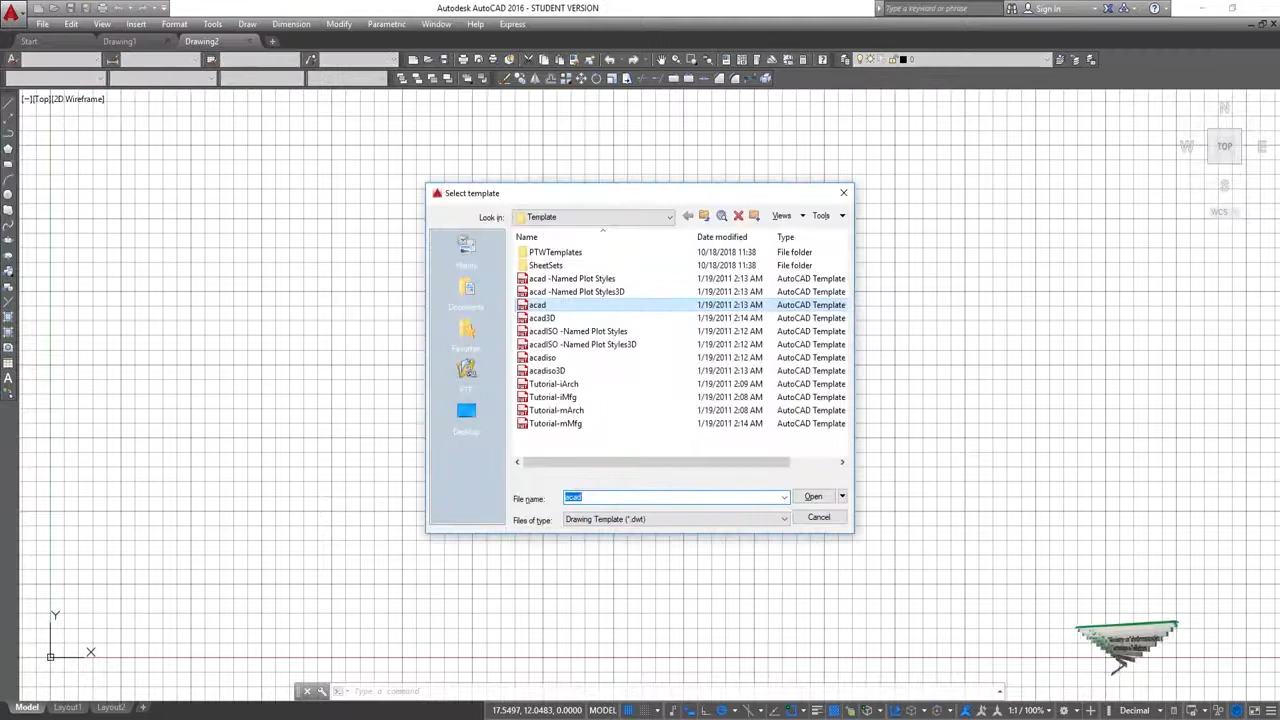 Autodesk AutoCAD 2016 - STUDENT VERSION
Type a keyword or phrase
Sign In
File Edit View Insert Format Tools Draw Dimension Modify Parametric Window Help Express
Start Drawing1 Drawing2
0
[−][Top][2D Wireframe]
N
W TOP E
S
WCS
Select template
Look in: Template Views Tools
Name Date modified Type
PTWTemplates 10/18/2018 11:38 File folder
SheetSets 10/18/2018 11:38 File folder
acad -Named Plot Styles 1/19/2011 2:13 AM AutoCAD Template
acad -Named Plot Styles3D 1/19/2011 2:13 AM AutoCAD Template
acad 1/19/2011 2:13 AM AutoCAD Template
acad3D 1/19/2011 2:14 AM AutoCAD Template
acadISO -Named Plot Styles 1/19/2011 2:12 AM AutoCAD Template
acadISO -Named Plot Styles3D 1/19/2011 2:12 AM AutoCAD Template
acadiso 1/19/2011 2:12 AM AutoCAD Template
acadiso3D 1/19/2011 2:13 AM AutoCAD Template
Tutorial-iArch 1/19/2011 2:09 AM AutoCAD Template
Tutorial-iMfg 1/19/2011 2:08 AM AutoCAD Template
Tutorial-mArch 1/19/2011 2:08 AM AutoCAD Template
Tutorial-mMfg 1/19/2011 2:14 AM AutoCAD Template
History
Documents
Favorites
FTP
Desktop
File name: acad Open
Files of type: Drawing Template (*.dwt) Cancel
Y
X
Type a command
Model Layout1 Layout2 17.5497, 12.0483, 0.0000 MODEL 1:1 / 100% Decimal